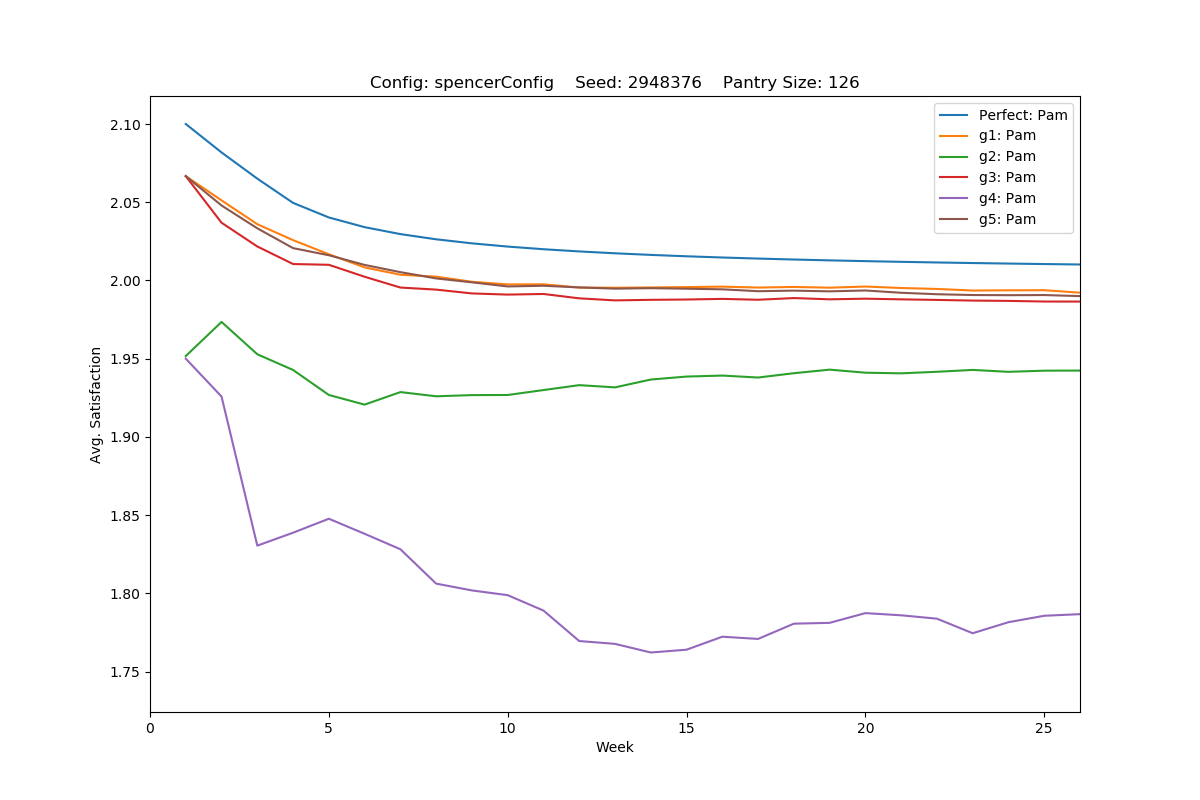 Config: spencerConfig    Seed: 2948376    Pantry Size: 126
Perfect: Pam
g1: Pam
g2: Pam
g3: Pam
g4: Pam
g5: Pam
2.10
2.05
2.00
1.95
1.90
1.85
1.80
1.75
Avg. Satisfaction
0 5 10 15 20 25
Week